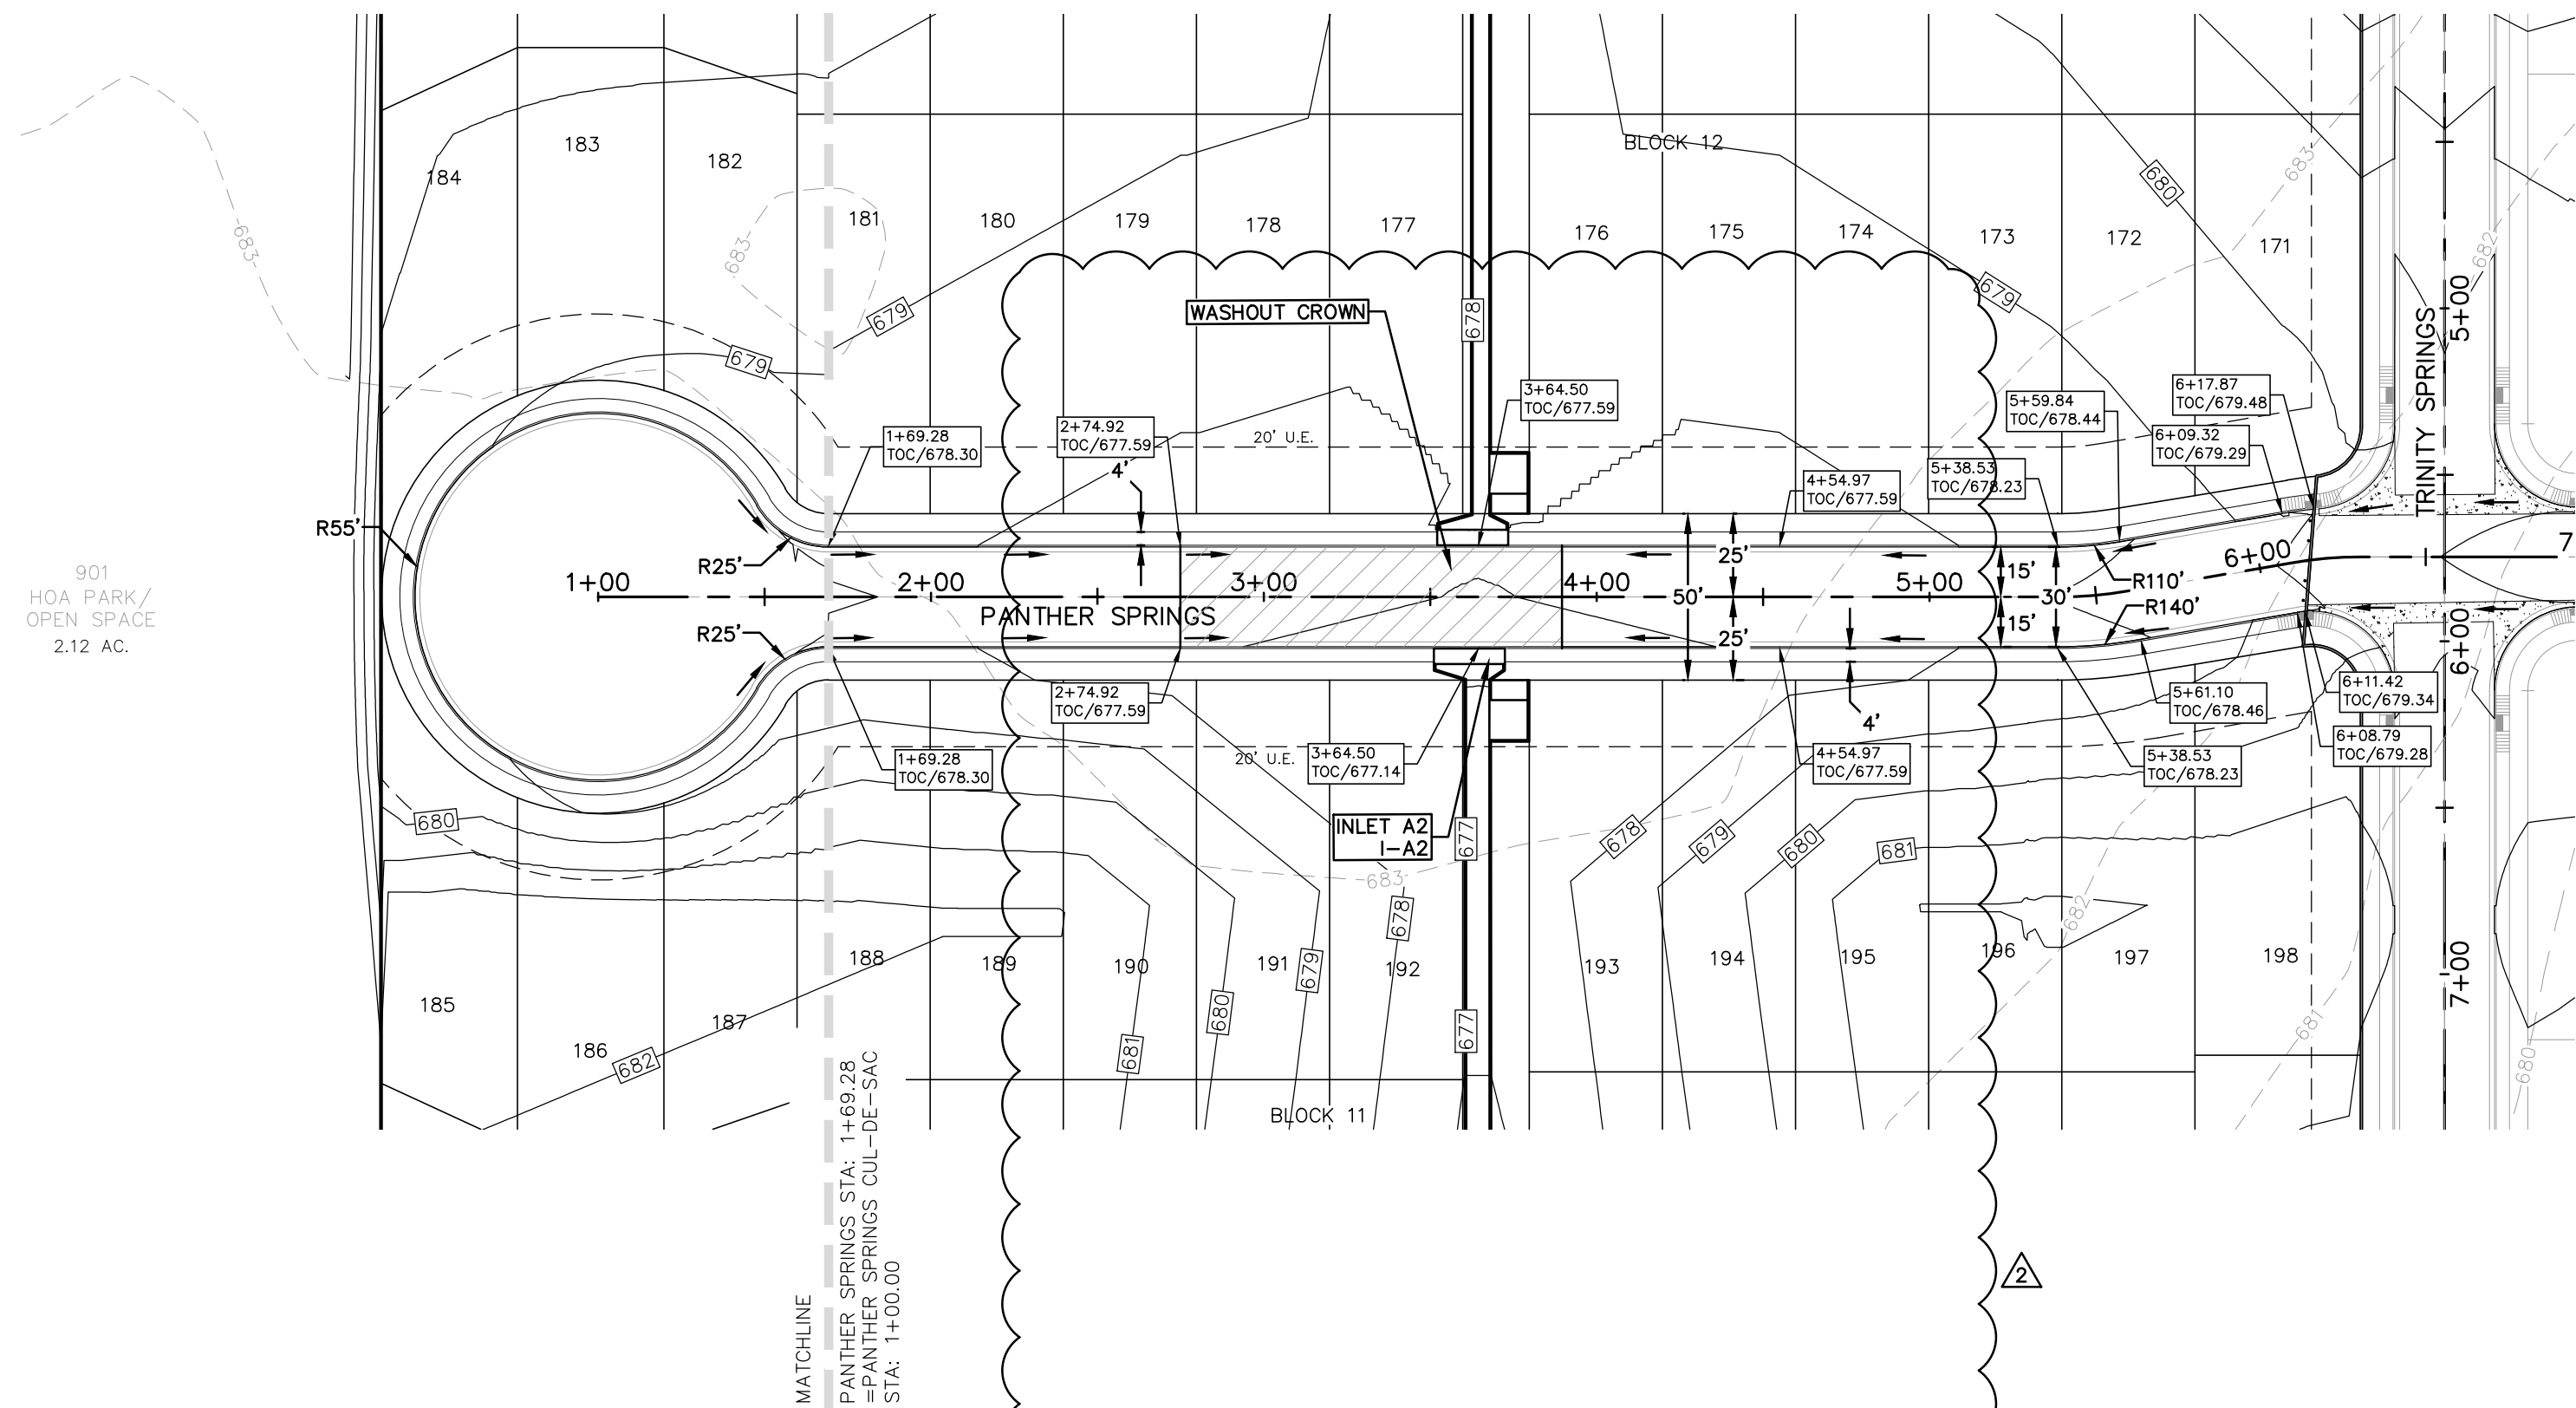 BLOCK 12
183
182
184
181
180
179
178
177
176
175
174
173
172
171
683
683
683
682
680
679
679
679
678
WASHOUT CROWN
TRINITY SPRINGS
5+00
3+64.50
TOC/677.59
2+74.92
TOC/677.59
1+69.28
TOC/678.30
20' U.E.
4'
4+54.97
TOC/677.59
5+38.53
TOC/678.23
5+59.84
TOC/678.44
6+17.87
TOC/679.48
6+09.32
TOC/679.29
R55'
R25'
R25'
901
HOA PARK/
OPEN SPACE
2.12 AC.
1+00
2+00
3+00
4+00
5+00
6+00
7
PANTHER SPRINGS
25'
50'
25'
15'
30'
15'
R110'
R140'
4'
6+00
2+74.92
TOC/677.59
1+69.28
TOC/678.30
20' U.E.
3+64.50
TOC/677.14
4+54.97
TOC/677.59
5+38.53
TOC/678.23
5+61.10
TOC/678.46
6+11.42
TOC/679.34
6+08.79
TOC/679.28
INLET A2
I-A2
680
677
683
678
679
680
681
682
678
679
680
681
677
682
681
680
185
186
187
188
189
190
191
192
193
194
195
196
197
198
7+00
BLOCK 11
MATCHLINE
PANTHER SPRINGS STA: 1+69.28
=PANTHER SPRINGS CUL-DE-SAC
STA: 1+00.00
2